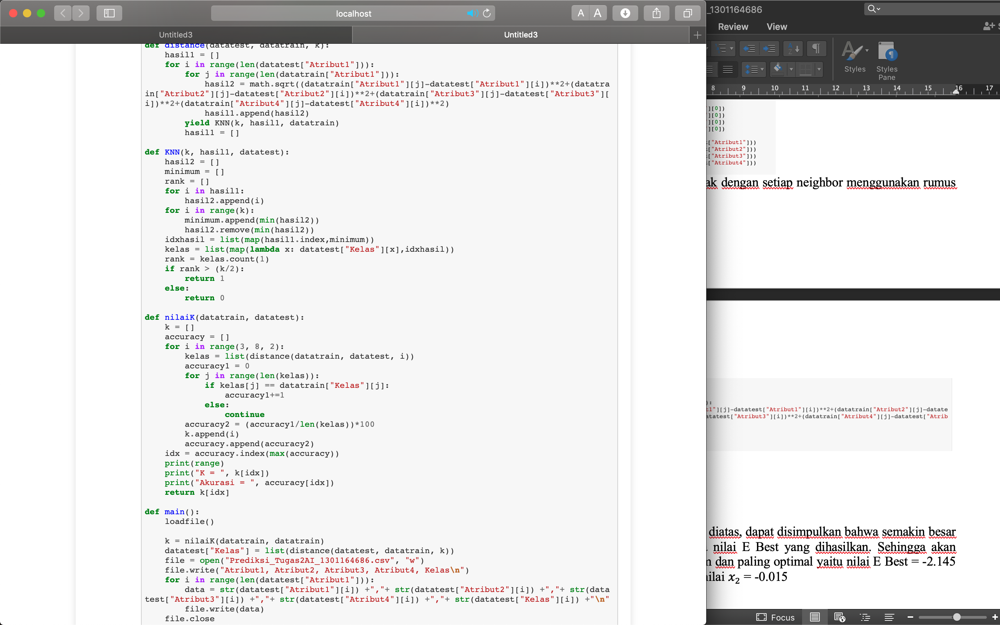 localhost
A A
Untitled3
Untitled3
def distance(datatest, datatrain, k):
    hasil1 = []
    for i in range(len(datatest["Atribut1"])):
        for j in range(len(datatrain["Atribut1"])):
            hasil2 = math.sqrt((datatrain["Atribut1"][j]-datatest["Atribut1"][i])**2+(datatra
in["Atribut2"][j]-datatest["Atribut2"][i])**2+(datatrain["Atribut3"][j]-datatest["Atribut3"][
i])**2+(datatrain["Atribut4"][j]-datatest["Atribut4"][i])**2)
            hasil1.append(hasil2)
        yield KNN(k, hasil1, datatrain)
        hasil1 = []
def KNN(k, hasil1, datatest):
    hasil2 = []
    minimum = []
    rank = []
    for i in hasil1:
        hasil2.append(i)
    for i in range(k):
        minimum.append(min(hasil2))
        hasil2.remove(min(hasil2))
    idxhasil = list(map(hasil1.index,minimum))
    kelas = list(map(lambda x: datatest["Kelas"][x],idxhasil))
    rank = kelas.count(1)
    if rank > (k/2):
        return 1
    else:
        return 0
def nilaiK(datatrain, datatest):
    k = []
    accuracy = []
    for i in range(3, 8, 2):
        kelas = list(distance(datatrain, datatest, i))
        accuracy1 = 0
        for j in range(len(kelas)):
            if kelas[j] == datatrain["Kelas"][j]:
                accuracy1+=1
            else:
                continue
        accuracy2 = (accuracy1/len(kelas))*100
        k.append(i)
        accuracy.append(accuracy2)
    idx = accuracy.index(max(accuracy))
    print(range)
    print("K = ", k[idx])
    print("Akurasi = ", accuracy[idx])
    return k[idx]
def main():
    loadfile()
    k = nilaiK(datatrain, datatrain)
    datatest["Kelas"] = list(distance(datatest, datatrain, k))
    file = open("Prediksi_Tugas2AI_1301164686.csv", "w")
    file.write("Atribut1, Atribut2, Atribut3, Atribut4, Kelas\n")
    for i in range(len(datatest["Atribut1"])):
        data = str(datatest["Atribut1"][i]) +","+ str(datatest["Atribut2"][i]) +","+ str(data
test["Atribut3"][i]) +","+ str(datatest["Atribut4"][i]) +","+ str(datatest["Kelas"][i]) +"\n"
        file.write(data)
    file.close
_1301164686
Review View
Styles Styles Pane
8 9 10 11 12 13 14 15 16 17
][0])
][0])
][0])
][0])
["Atribut1"]))
["Atribut2"]))
["Atribut3"]))
["Atribut4"]))
ak dengan setiap neighbor menggunakan rumus
):
t1"][j]-datatest["Atribut1"][i])**2+(datatrain["Atribut2"][j]-datate
atatest["Atribut3"][i])**2+(datatrain["Atribut4"][j]-datatest["Atrib
diatas, dapat disimpulkan bahwa semakin besar
nilai E Best yang dihasilkan. Sehingga akan
n dan paling optimal yaitu nilai E Best = -2.145
nilai x₂ = -0.015
Focus